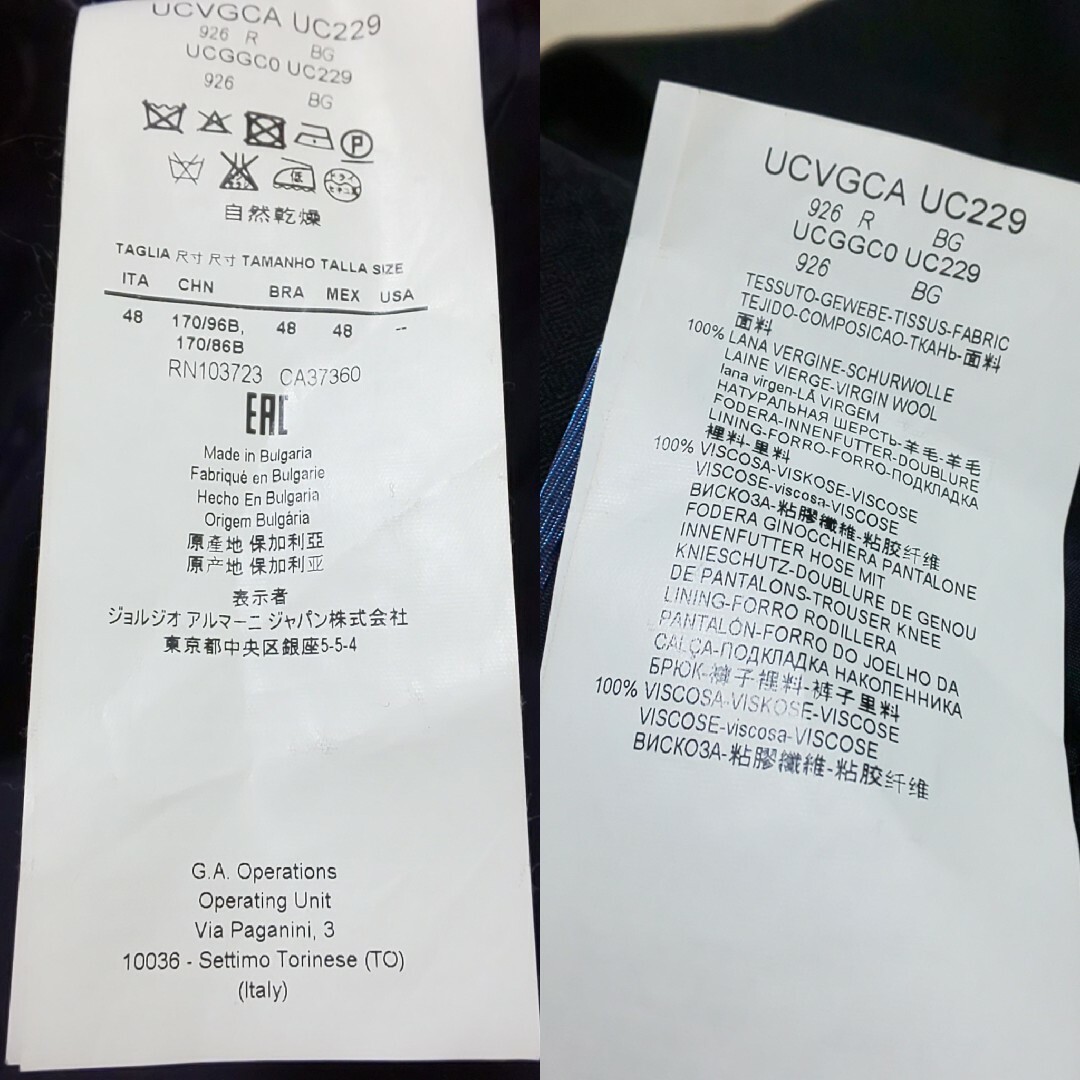 UCVGCA UC229
926 R BG
UCGGC0 UC229
926 BG
P
低
ドライ
自然乾燥
TAGLIA 尺寸 尺寸 TAMANHO TALLA SIZE
ITA CHN BRA MEX USA
48 170/96B, 48 48 --
170/86B
RN103723 CA37360
EAC
Made in Bulgaria
Fabriqué en Bulgarie
Hecho En Bulgaria
Origem Bulgária
原產地 保加利亞
原产地 保加利亚
表示者
ジョルジオ アルマーニ ジャパン株式会社
東京都中央区銀座5-5-4
G.A. Operations
Operating Unit
Via Paganini, 3
10036 - Settimo Torinese (TO)
(Italy)
UCVGCA UC229
926 R BG
UCGGC0 UC229
926 BG
TESSUTO-GEWEBE-TISSUS-FABRIC
TEJIDO-COMPOSICAO-ТКАНЬ-面料
面料
100% LANA VERGINE-SCHURWOLLE
LAINE VIERGE-VIRGIN WOOL
lana virgen-LÃ VIRGEM
НАТУРАЛЬНАЯ ШЕРСТЬ-羊毛-羊毛
FODERA-INNENFUTTER-DOUBLURE
LINING-FORRO-FORRO-ПОДКЛАДКА
裡料-里料
100% VISCOSA-VISKOSE-VISCOSE
VISCOSE-viscosa-VISCOSE
ВИСКОЗА-粘膠纖維-粘胶纤维
FODERA GINOCCHIERA PANTALONE
INNENFUTTER HOSE MIT
KNIESCHUTZ-DOUBLURE DE GENOU
DE PANTALONS-TROUSER KNEE
LINING-FORRO RODILLERA
PANTALÓN-FORRO DO JOELHO DA
CALÇA-ПОДКЛАДКА НАКОЛЕННИКА
БРЮК-褲子裡料-裤子里料
100% VISCOSA-VISKOSE-VISCOSE
VISCOSE-viscosa-VISCOSE
ВИСКОЗА-粘膠纖維-粘胶纤维